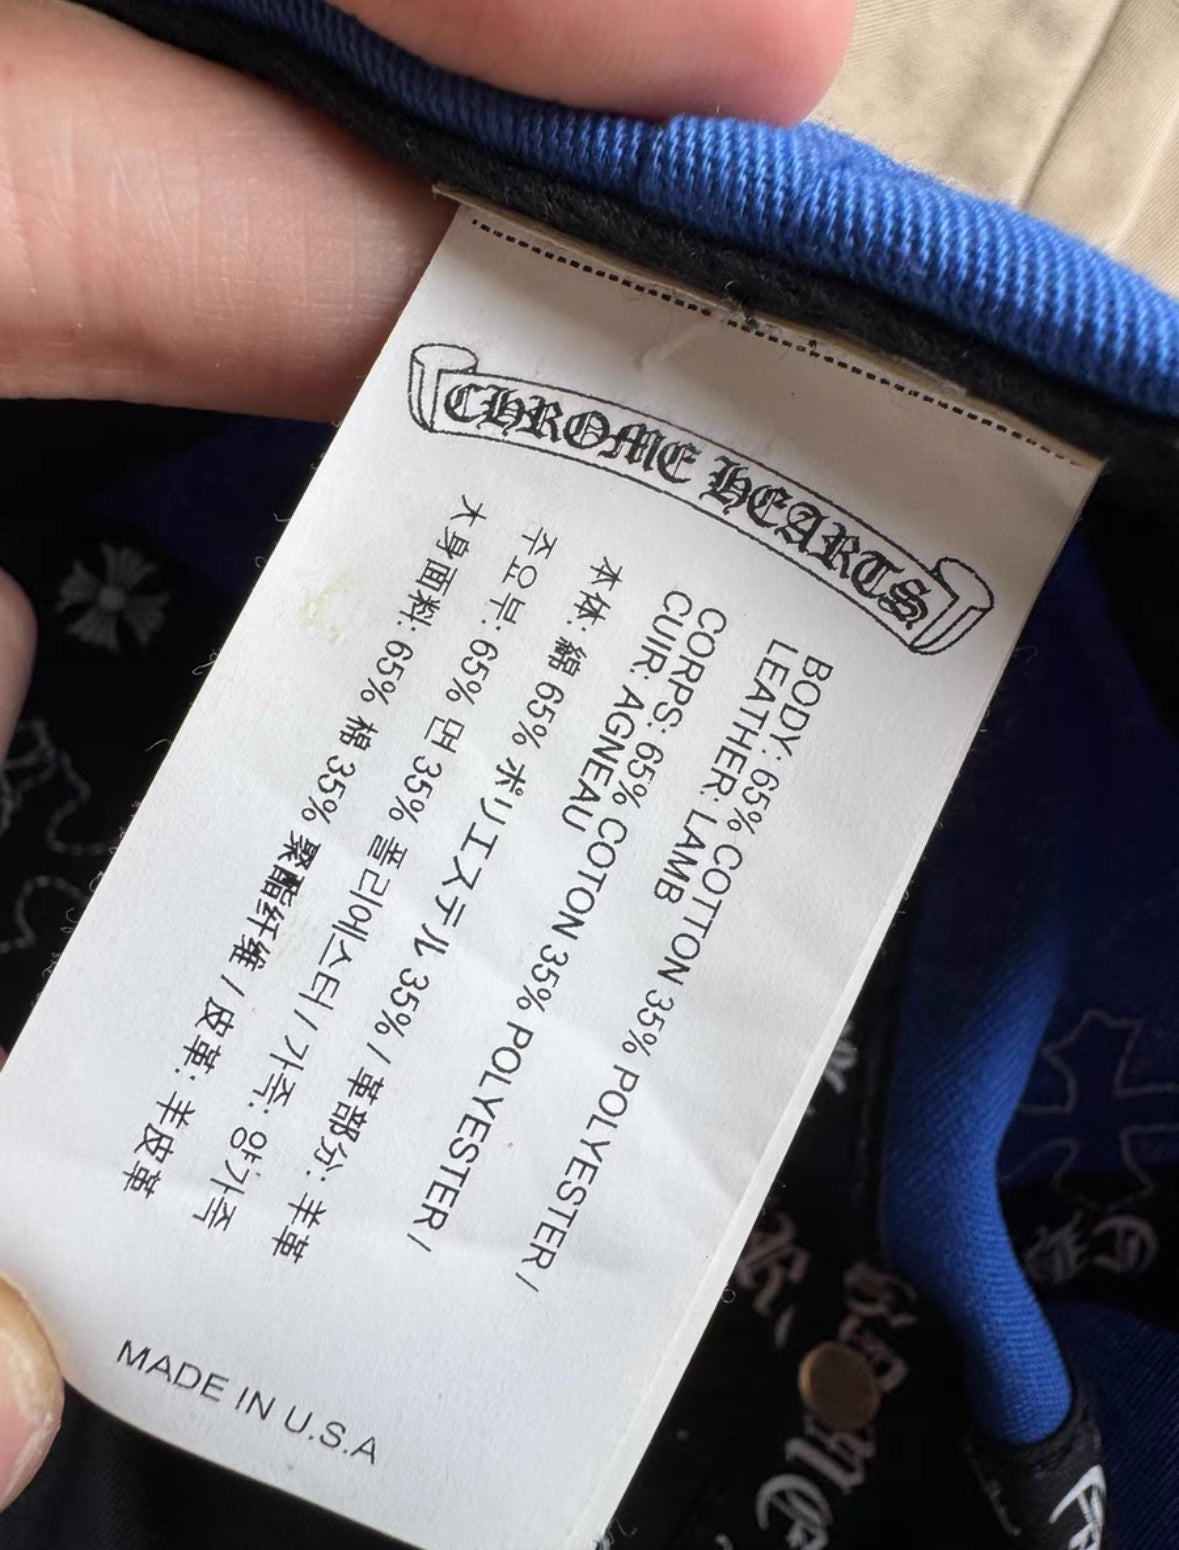 CHROME HEARTS
BODY: 65% COTTON 35% POLYESTER /
LEATHER: LAMB
CORPS: 65% COTON 35% POLYESTER /
CUIR: AGNEAU
本体: 綿 65% ポリエステル 35% / 革部分: 羊革
주요부: 65% 면 35% 폴리에스터 / 가죽: 양가죽
大身面料: 65% 棉 35% 聚酯纤维 / 皮革: 羊皮革
MADE IN U.S.A